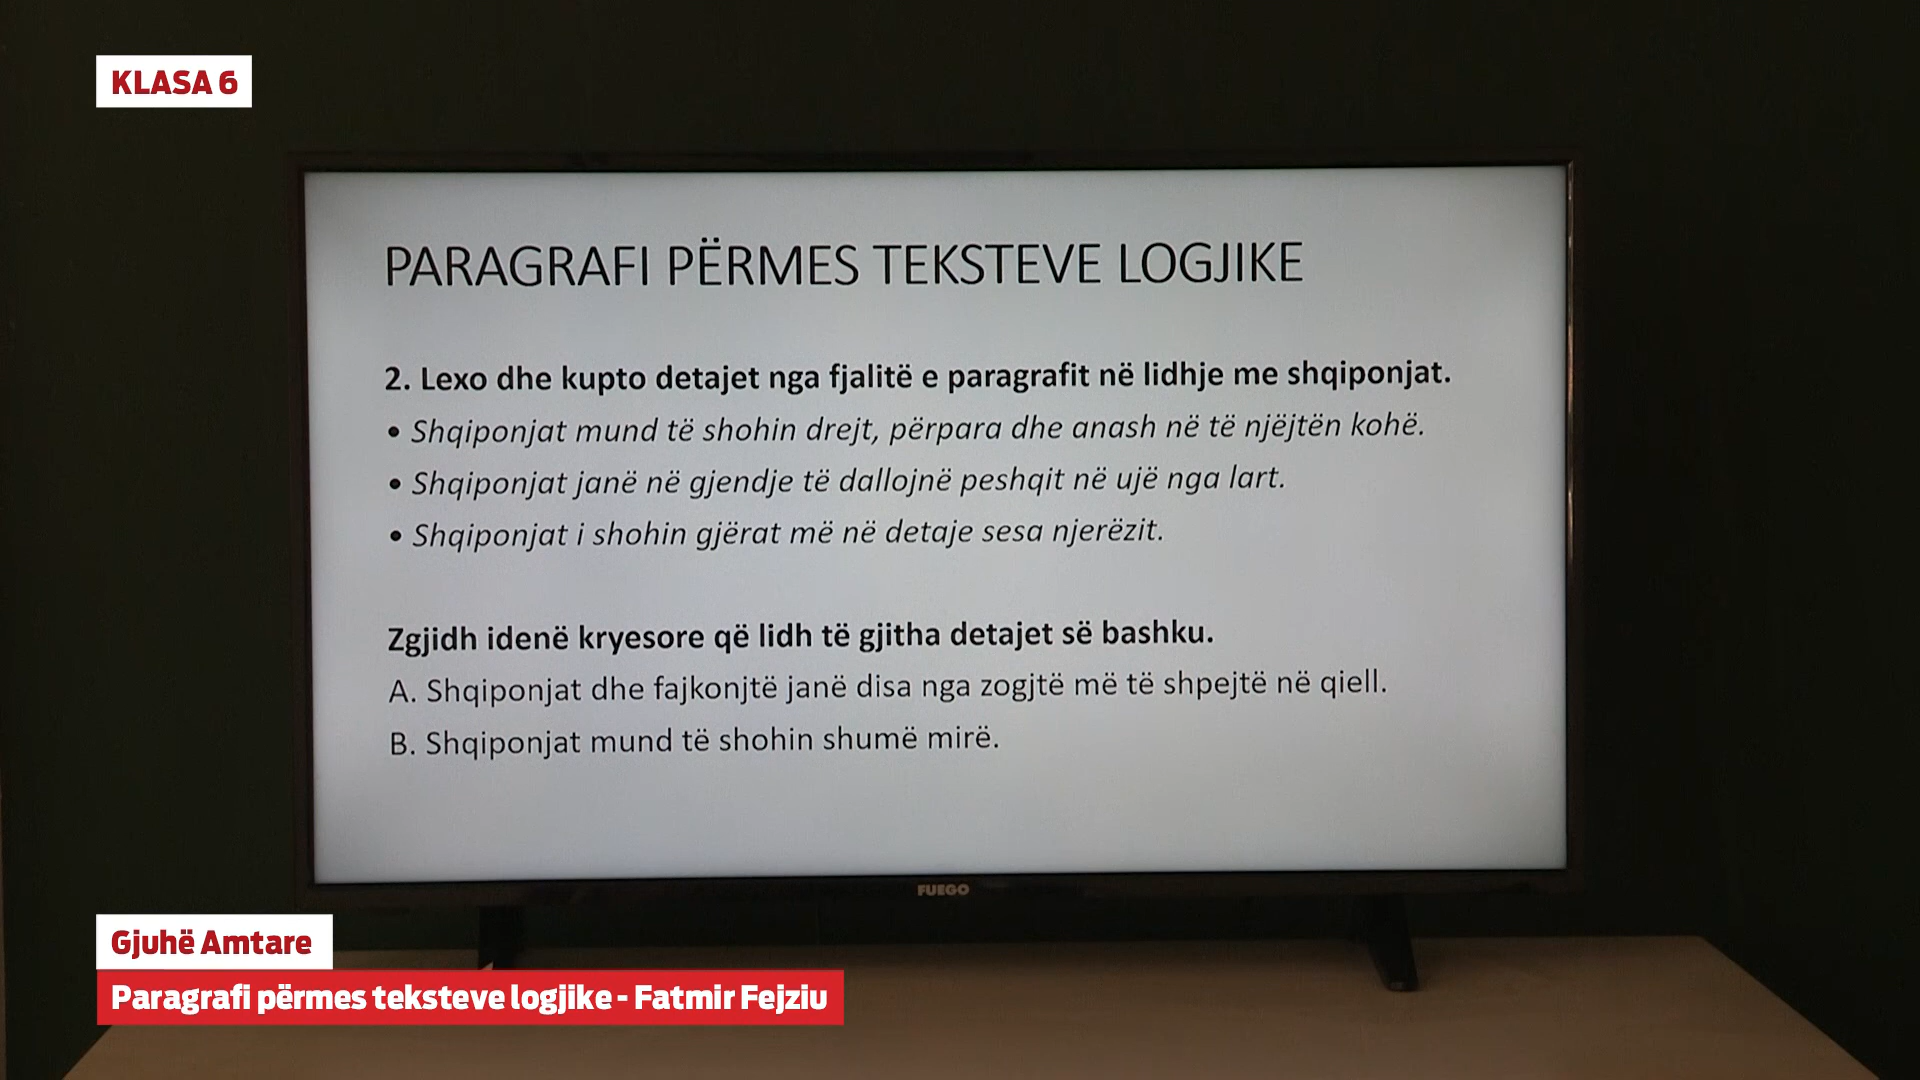 KLASA 6
PARAGRAFI PËRMES TEKSTEVE LOGJIKE
2. Lexo dhe kupto detajet nga fjalitë e paragrafit në lidhje me shqiponjat.
• Shqiponjat mund të shohin drejt, përpara dhe anash në të njëjtën kohë.
• Shqiponjat janë në gjendje të dallojnë peshqit në ujë nga lart.
• Shqiponjat i shohin gjërat më në detaje sesa njerëzit.
Zgjidh idenë kryesore që lidh të gjitha detajet së bashku.
A. Shqiponjat dhe fajkonjtë janë disa nga zogjtë më të shpejtë në qiell.
B. Shqiponjat mund të shohin shumë mirë.
FUEGO
Gjuhë Amtare
Paragrafi përmes teksteve logjike - Fatmir Fejziu